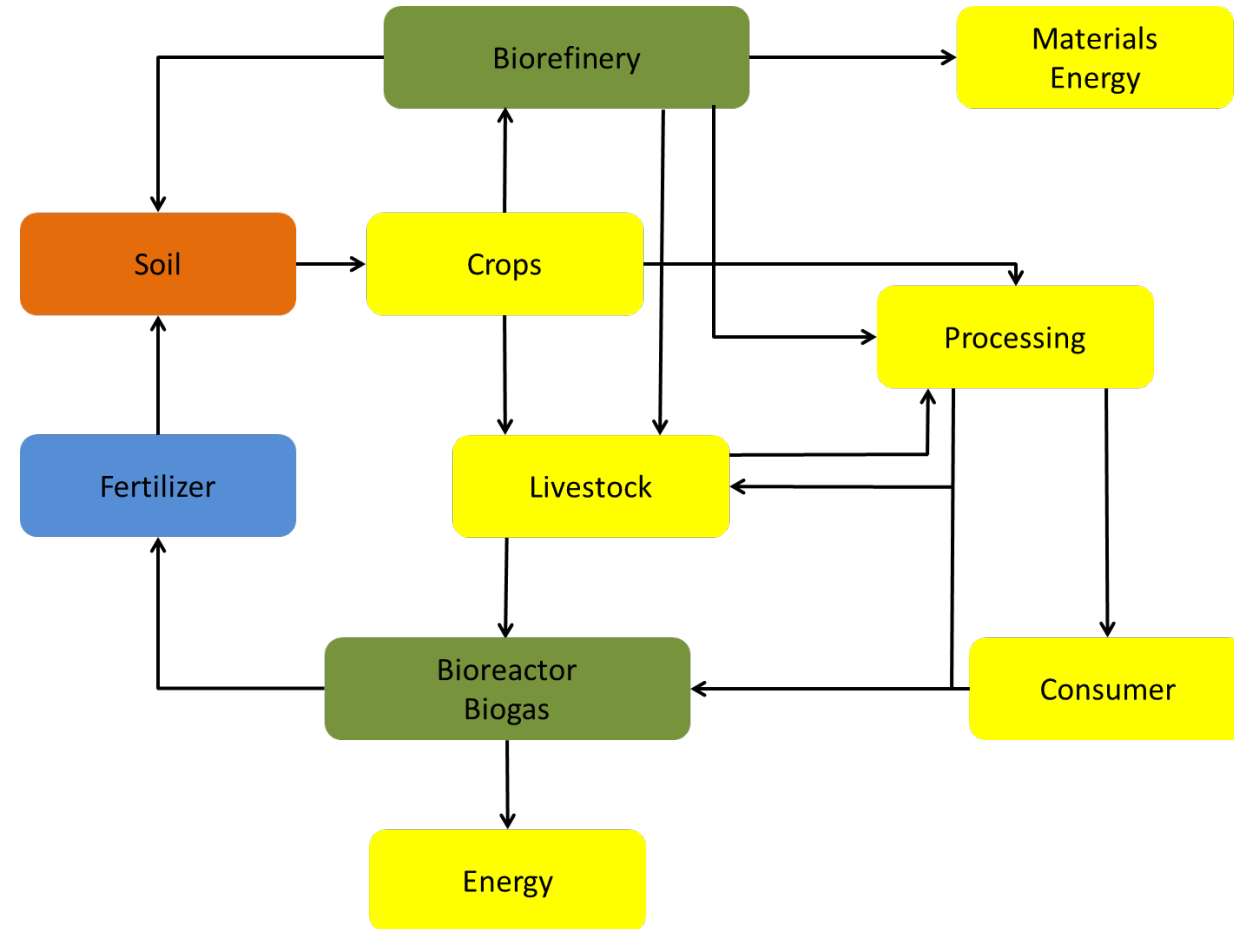 Biorefinery
Materials
Energy
Soil
Crops
Processing
Fertilizer
Livestock
Bioreactor
Biogas
Consumer
Energy